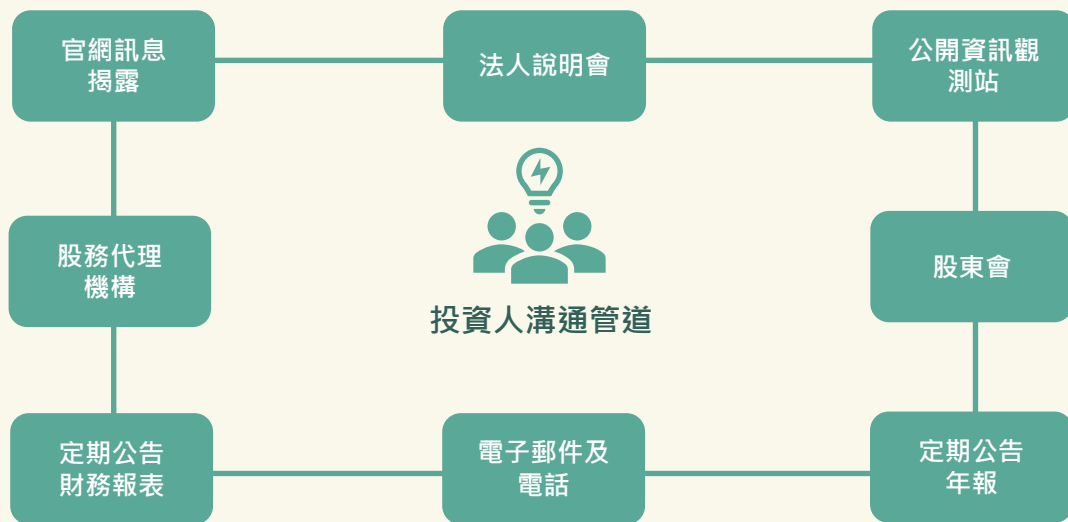 官網訊息
揭露
法人說明會
公開資訊觀
測站
股務代理
機構
投資人溝通管道
股東會
定期公告
財務報表
電子郵件及
電話
定期公告
年報